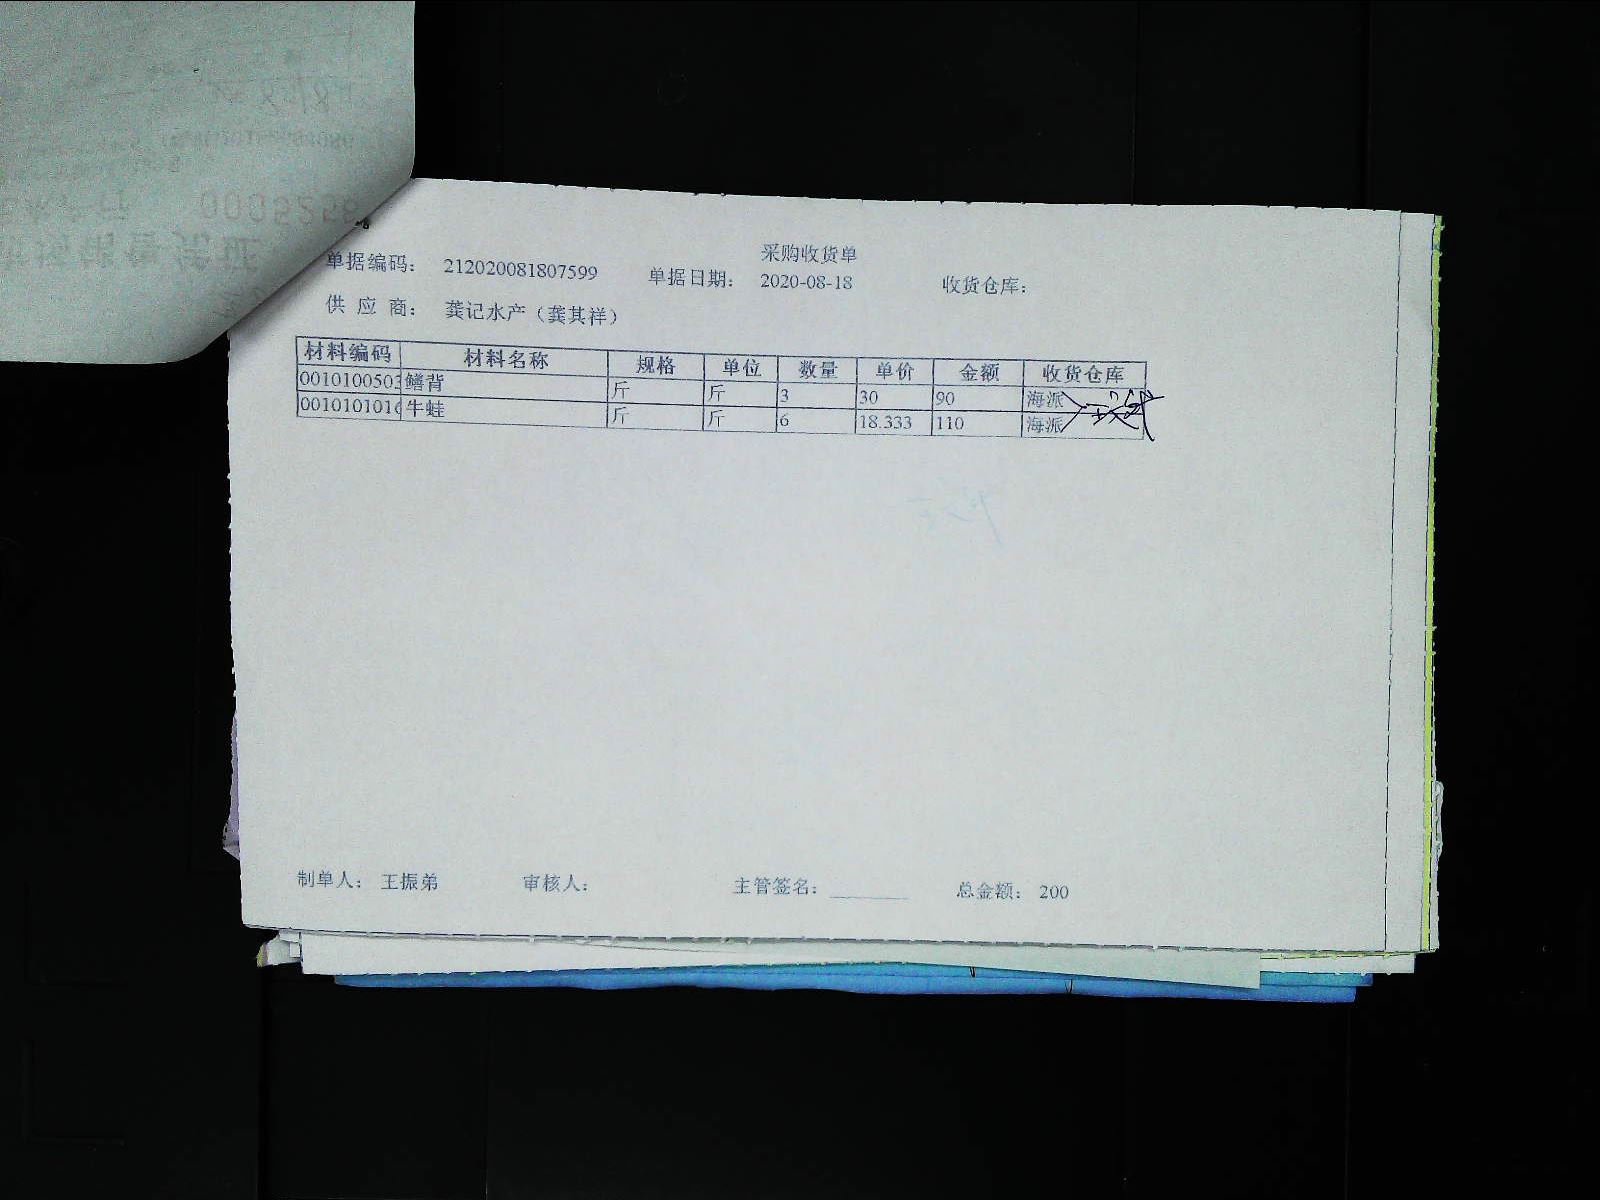 采购收货单
单据编码： 212020081807599 单据日期： 2020-08-18 收货仓库：
供 应 商： 龚记水产（龚其祥）
材料编码 材料名称 规格 单位 数量 单价 金额 收货仓库
0010100503 鳝背 斤 斤 3 30 90 海派
001010101 牛蛙 斤 斤 6 18.333 110 海派
制单人： 王振弟 审核人： 主管签名： 总金额： 200